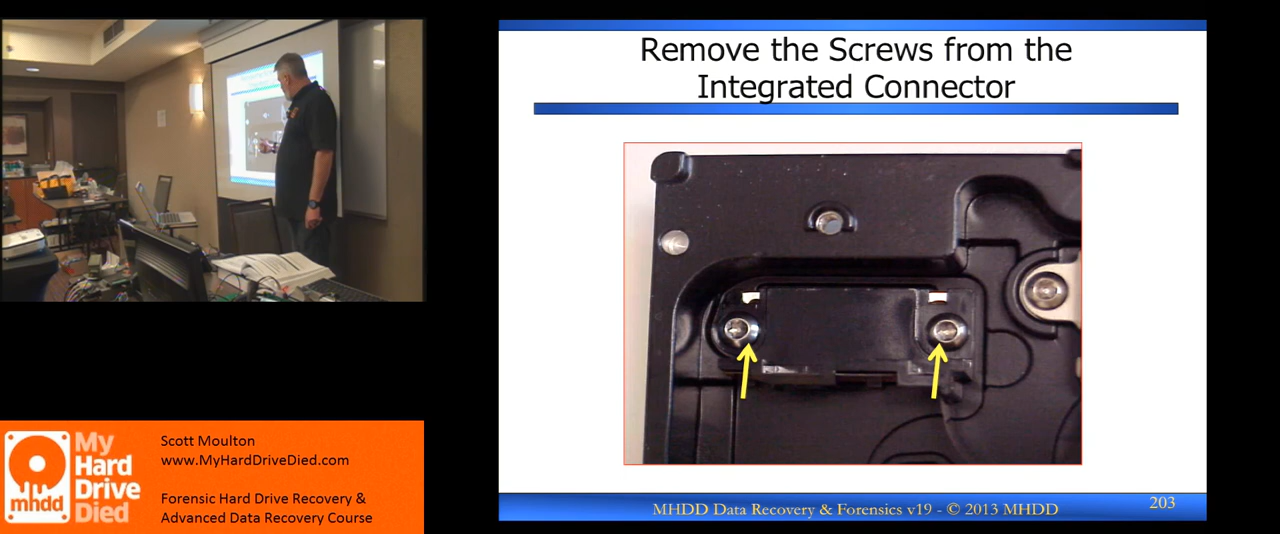 Remove the Screws from the
Integrated Connector
My
Hard
Drive
Died
mhdd
Scott Moulton
www.MyHardDriveDied.com
Forensic Hard Drive Recovery &
Advanced Data Recovery Course
MHDD Data Recovery & Forensics v19 - © 2013 MHDD
203